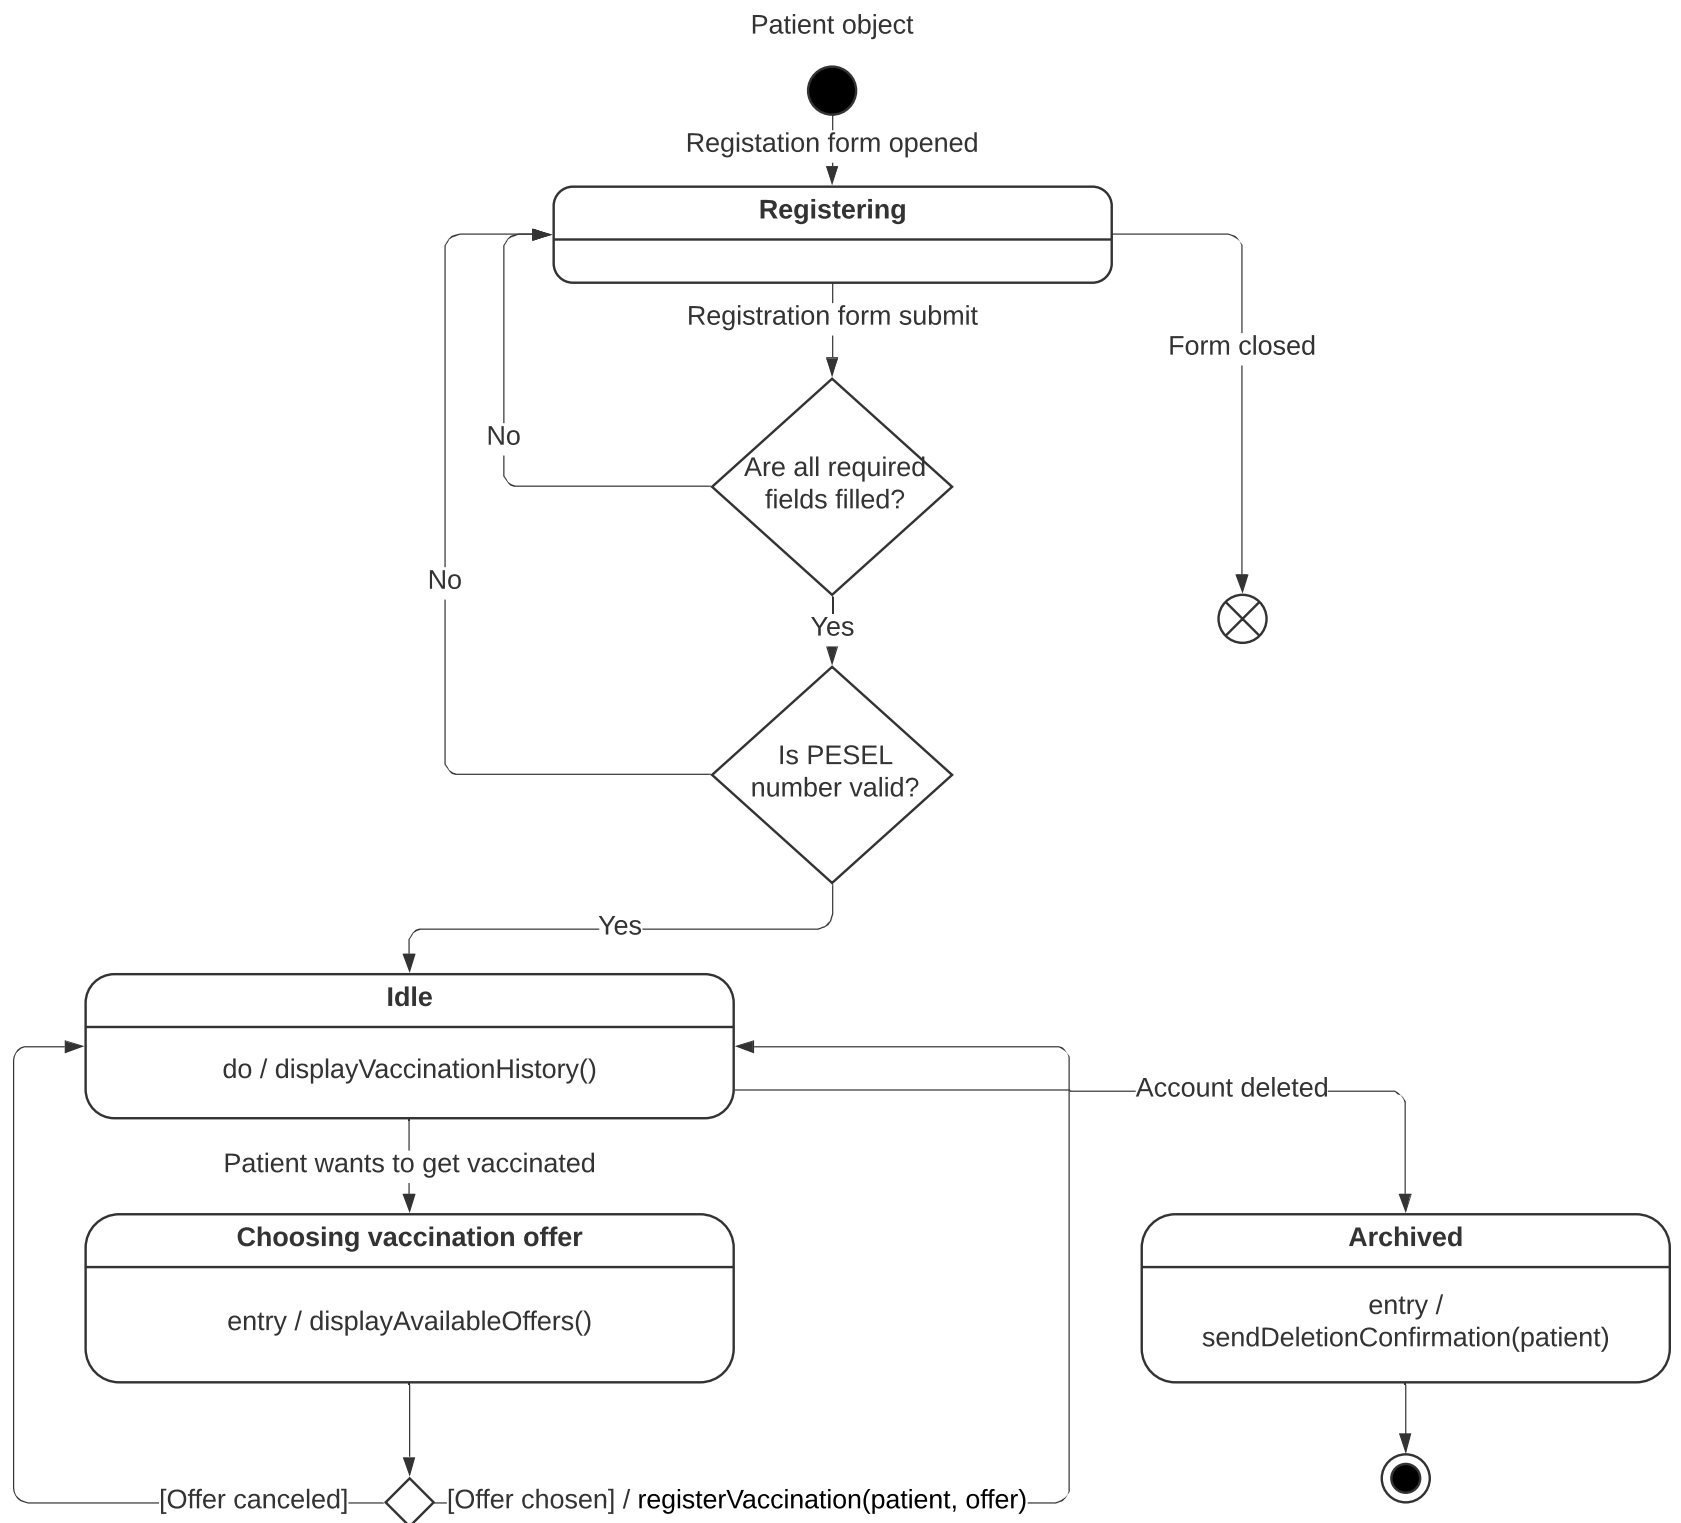 Patient object
Registation form opened
Registering
Registration form submit
Form closed
No
Are all required
fields filled?
No
Yes
Is PESEL
number valid?
Yes
Idle
do / displayVaccinationHistory()
Account deleted
Patient wants to get vaccinated
Choosing vaccination offer
entry / displayAvailableOffers()
Archived
entry /
sendDeletionConfirmation(patient)
[Offer canceled]
[Offer chosen] / registerVaccination(patient, offer)